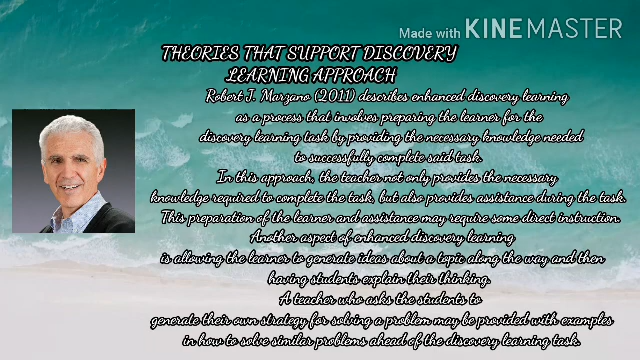 Made with KINEMASTER
THEORIES THAT SUPPORT DISCOVERY
LEARNING APPROACH
Robert J. Marzano (2011) describes enhanced discovery learning
as a process that involves preparing the learner for the
discovery learning task by providing the necessary knowledge needed
to successfully complete said task.
In this approach, the teacher not only provides the necessary
knowledge required to complete the task, but also provides assistance during the task.
This preparation of the learner and assistance may require some direct instruction.
Another aspect of enhanced discovery learning
is allowing the learner to generate ideas about a topic along the way and then
having students explain their thinking.
A teacher who asks the students to
generate their own strategy for solving a problem may be provided with examples
in how to solve similar problems ahead of the discovery learning task.